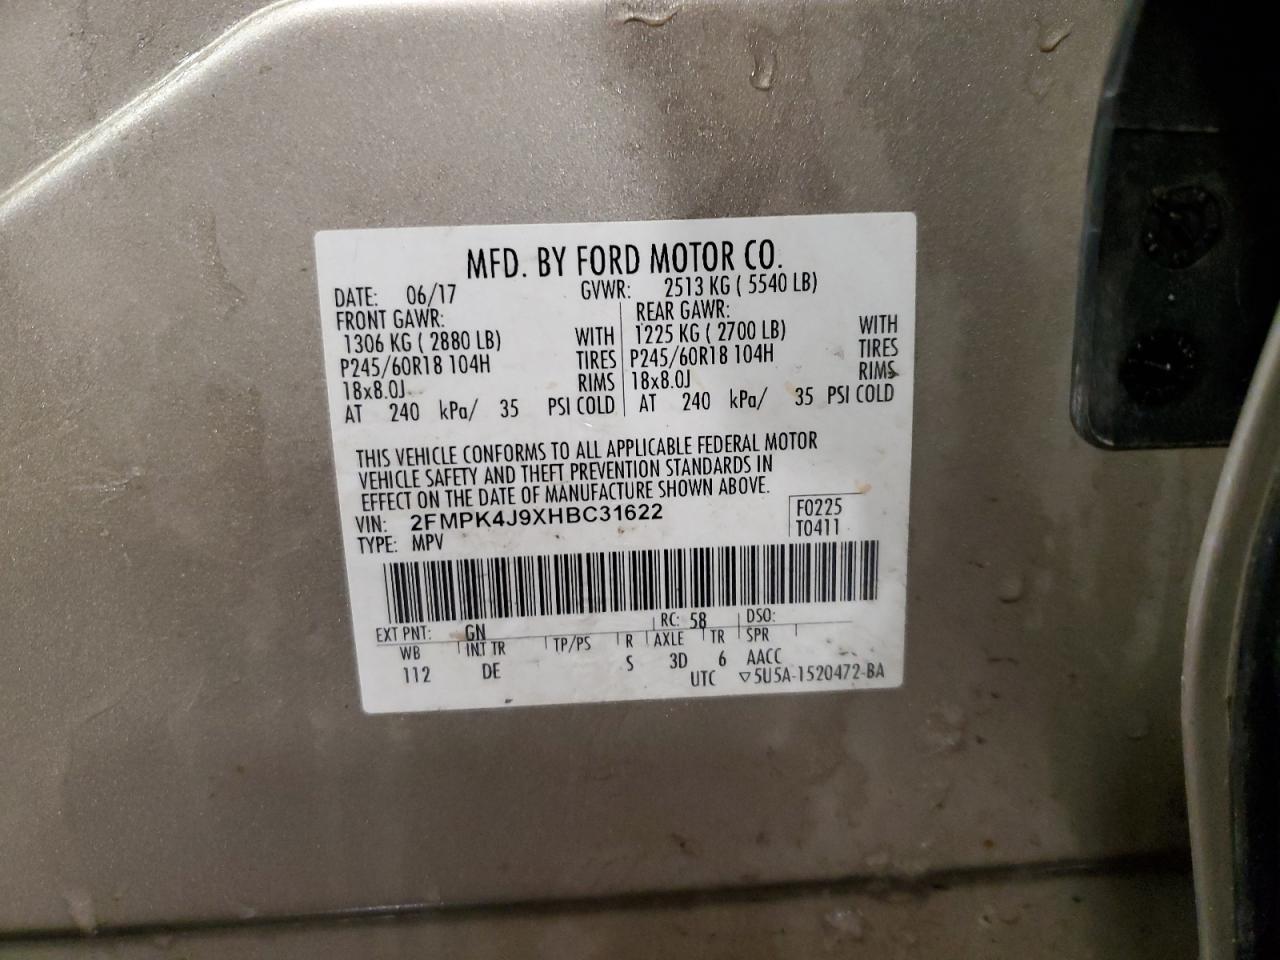 MFD. BY FORD MOTOR CO.
DATE: 06/17 GVWR: 2513 KG ( 5540 LB)
FRONT GAWR: REAR GAWR:
1306 KG ( 2880 LB) WITH 1225 KG ( 2700 LB) WITH
P245/60R18 104H TIRES P245/60R18 104H TIRES
18x8.0J RIMS 18x8.0J RIMS
AT 240 kPa/ 35 PSI COLD AT 240 kPa/ 35 PSI COLD
THIS VEHICLE CONFORMS TO ALL APPLICABLE FEDERAL MOTOR
VEHICLE SAFETY AND THEFT PREVENTION STANDARDS IN
EFFECT ON THE DATE OF MANUFACTURE SHOWN ABOVE.
VIN: 2FMPK4J9XHBC31622 F0225
TYPE: MPV T0411
EXT PNT: GN RC: 58 DSO:
WB INT TR TP/PS R AXLE TR SPR
112 DE S 3D 6 AACC
UTC ▽5U5A-1520472-BA